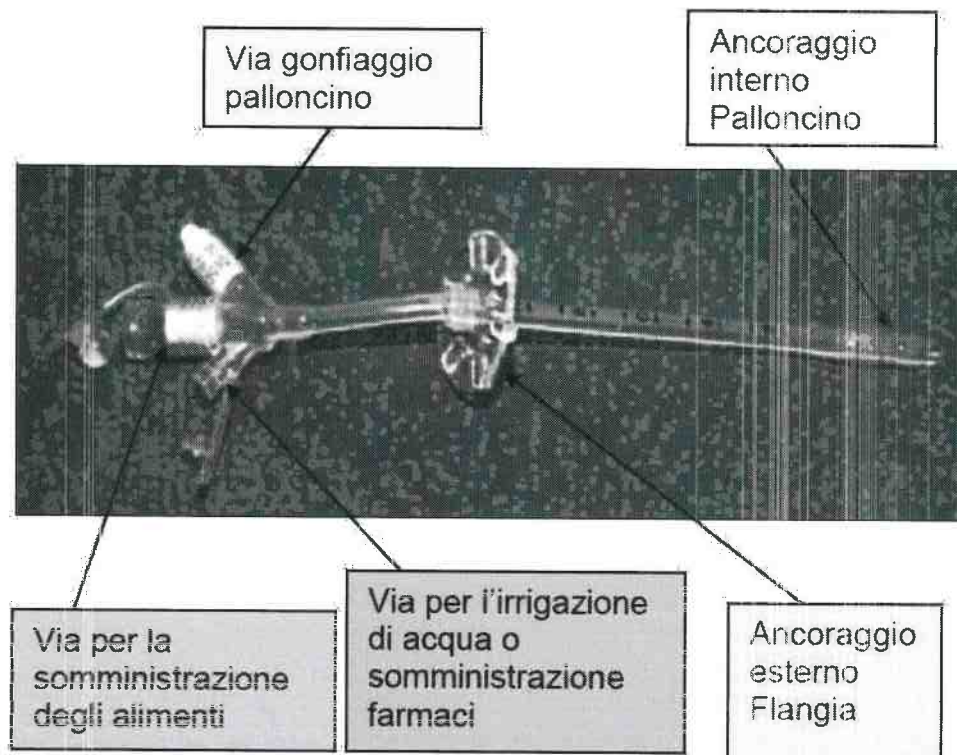 Via gonfiaggio
palloncino
Ancoraggio
interno
Palloncino
Via per la
somministrazione
degli alimenti
Via per l'irrigazione
di acqua o
somministrazione
farmaci
Ancoraggio
esterno
Flangia